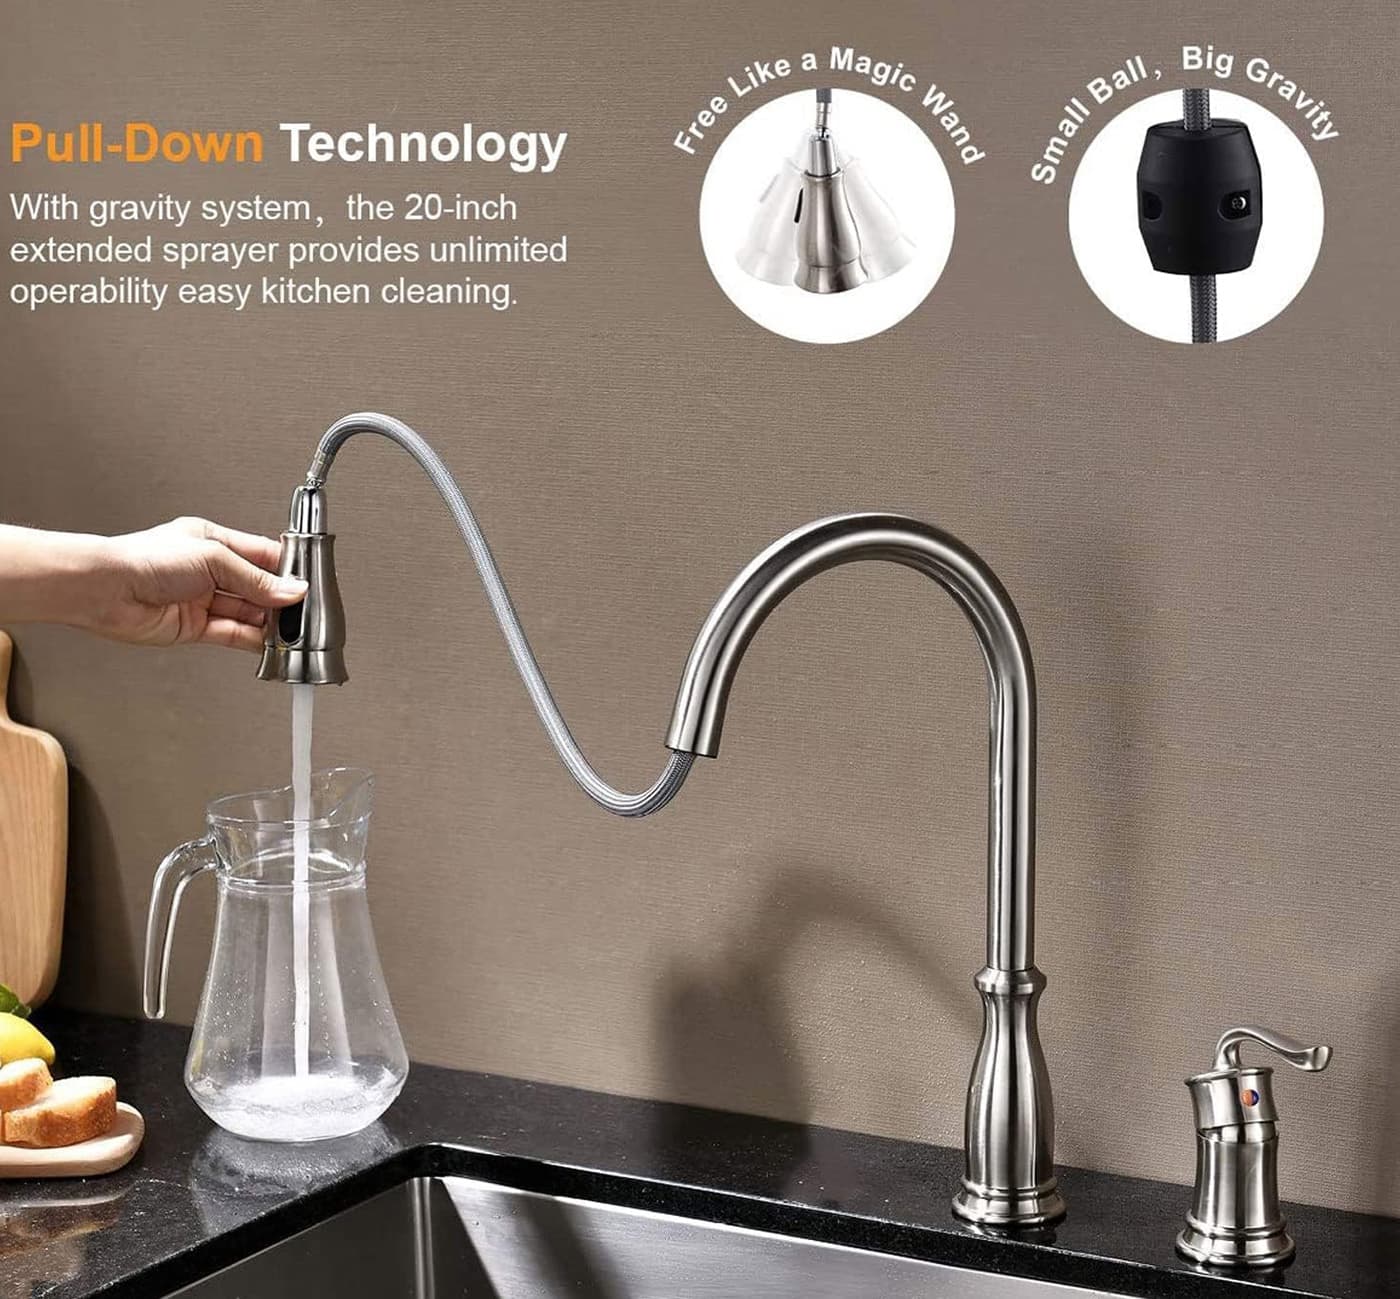 Pull-Down Technology
With gravity system，the 20-inch
extended sprayer provides unlimited
operability easy kitchen cleaning.
Free Like a Magic Wand
Small Ball，Big Gravity